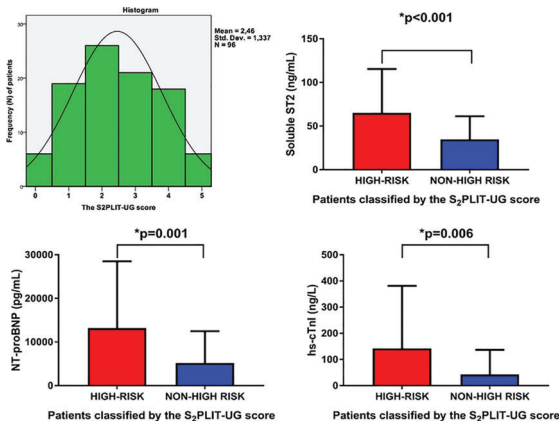 Histogram
Mean = 2,46
Std. Dev. = 1,337
N = 96
Frequency (N) of patients
30
20
10
0
0 1 2 3 4 5
The S2PLIT-UG score
*p<0.001
Soluble ST2 (ng/mL)
150
100
50
0
HIGH-RISK NON-HIGH RISK
Patients classified by the S₂PLIT-UG score
*p=0.001
NT-proBNP (pg/mL)
30000
20000
10000
0
HIGH-RISK NON-HIGH RISK
Patients classified by the S₂PLIT-UG score
*p=0.006
hs-cTnI (ng/L)
500
400
300
200
100
0
HIGH-RISK NON-HIGH RISK
Patients classified by the S₂PLIT-UG score